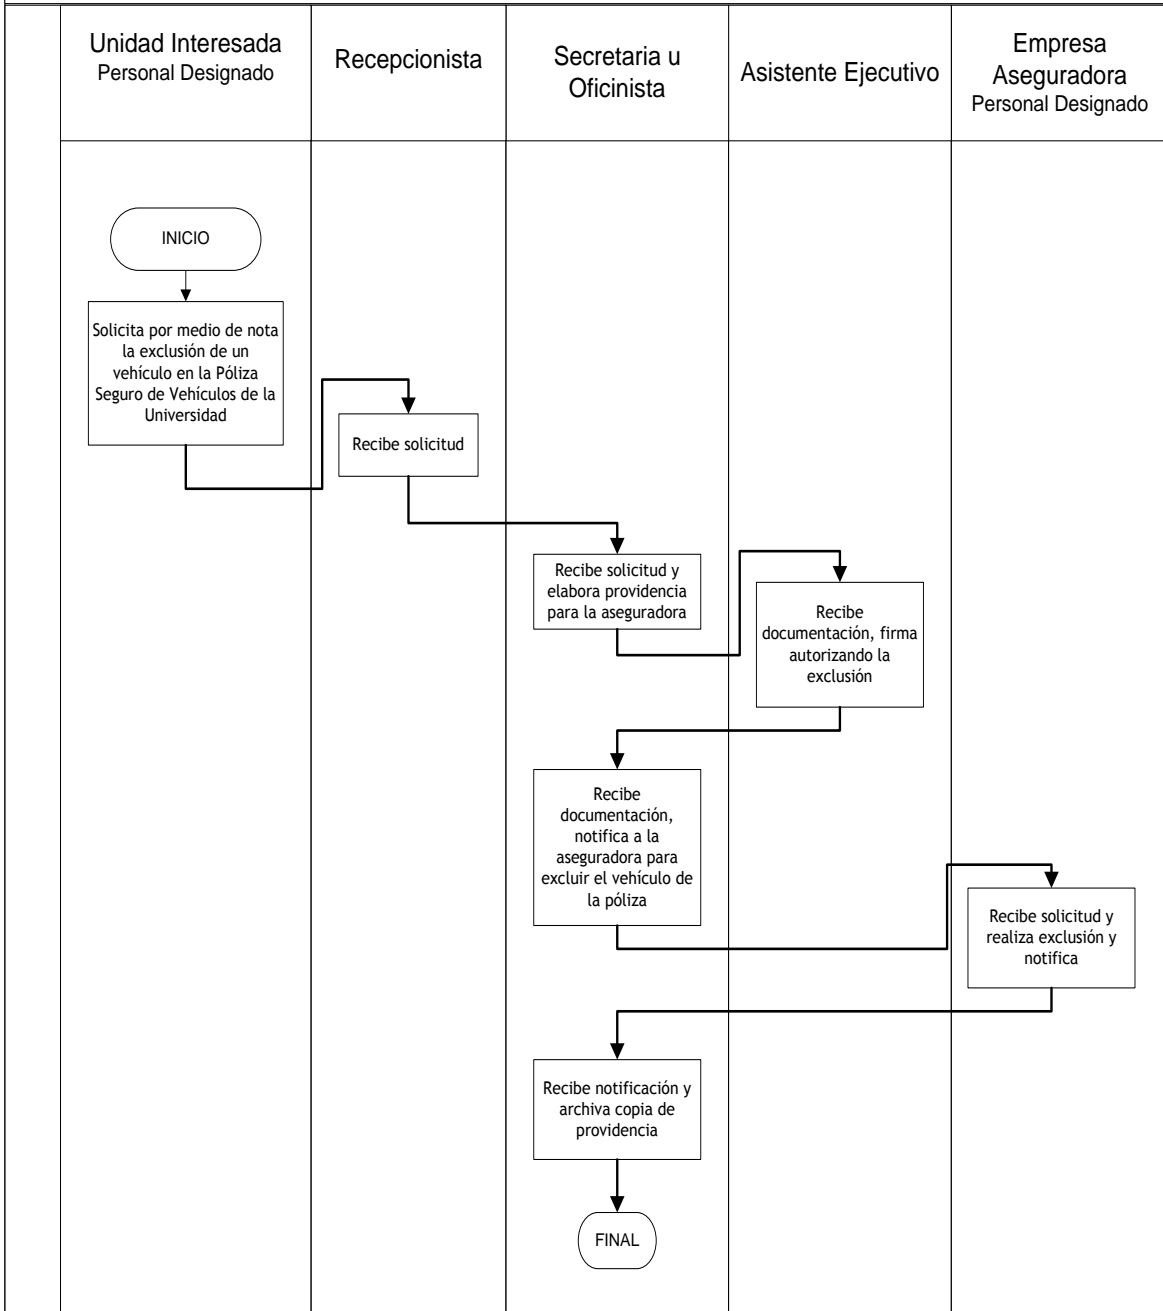 Unidad Interesada
Personal Designado
Recepcionista
Secretaria u
Oficinista
Asistente Ejecutivo
Empresa
Aseguradora
Personal Designado
INICIO
Solicita por medio de nota
la exclusión de un
vehículo en la Póliza
Seguro de Vehículos de la
Universidad
Recibe solicitud
Recibe solicitud y
elabora providencia
para la aseguradora
Recibe
documentación, firma
autorizando la
exclusión
Recibe
documentación,
notifica a la
aseguradora para
excluir el vehículo de
la póliza
Recibe solicitud y
realiza exclusión y
notifica
Recibe notificación y
archiva copia de
providencia
FINAL